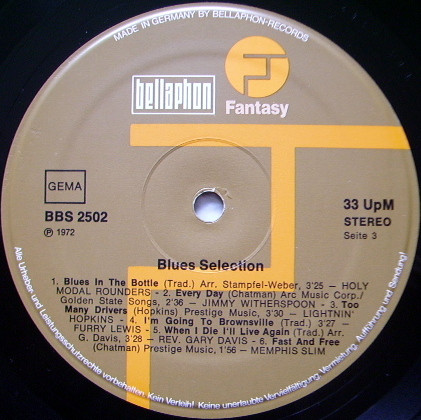 MADE IN GERMANY BY BELLAPHON-RECORDS
bellaphon
Fantasy
GEMA
BBS 2502
Ⓟ 1972
33 UpM
STEREO
Seite 3
Blues Selection
1. Blues In The Bottle (Trad.) Arr. Stampfel-Weber, 3'25 - HOLY
MODAL ROUNDERS - 2. Every Day (Chatman) Arc Music Corp./
Golden State Songs, 2'36 - JIMMY WITHERSPOON - 3. Too
Many Drivers (Hopkins) Prestige Music, 3'30 - LIGHTNIN'
HOPKINS - 4. I'm Going To Brownsville (Trad.) 3'27 -
FURRY LEWIS - 5. When I Die I'll Live Again (Trad.) Arr.
G. Davis, 3'28 - REV. GARY DAVIS - 6. Fast And Free
(Chatman) Prestige Music, 1'56 - MEMPHIS SLIM
Alle Urheber- und Leistungsschutzrechte vorbehalten. Kein Verleih! Keine unerlaubte Vervielfältigung, Vermietung, Aufführung und Sendung!